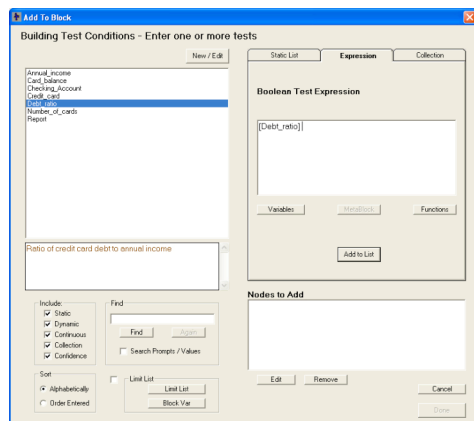 Add To Block
Building Test Conditions - Enter one or more tests
New / Edit
Annual_income
Card_balance
Checking_Account
Credit_card
Debt_ratio
Number_of_cards
Report
Ratio of credit card debt to annual income
Include:
Static
Dynamic
Continuous
Collection
Confidence
Find
Find Again
Search Prompts / Values
Sort
Alphabetically
Order Entered
Limit List
Limit List
Block Var
Static List Expression Collection
Boolean Test Expression
[Debt_ratio]
Variables MetaBlock Functions
Add to List
Nodes to Add
Edit Remove
Cancel
Done